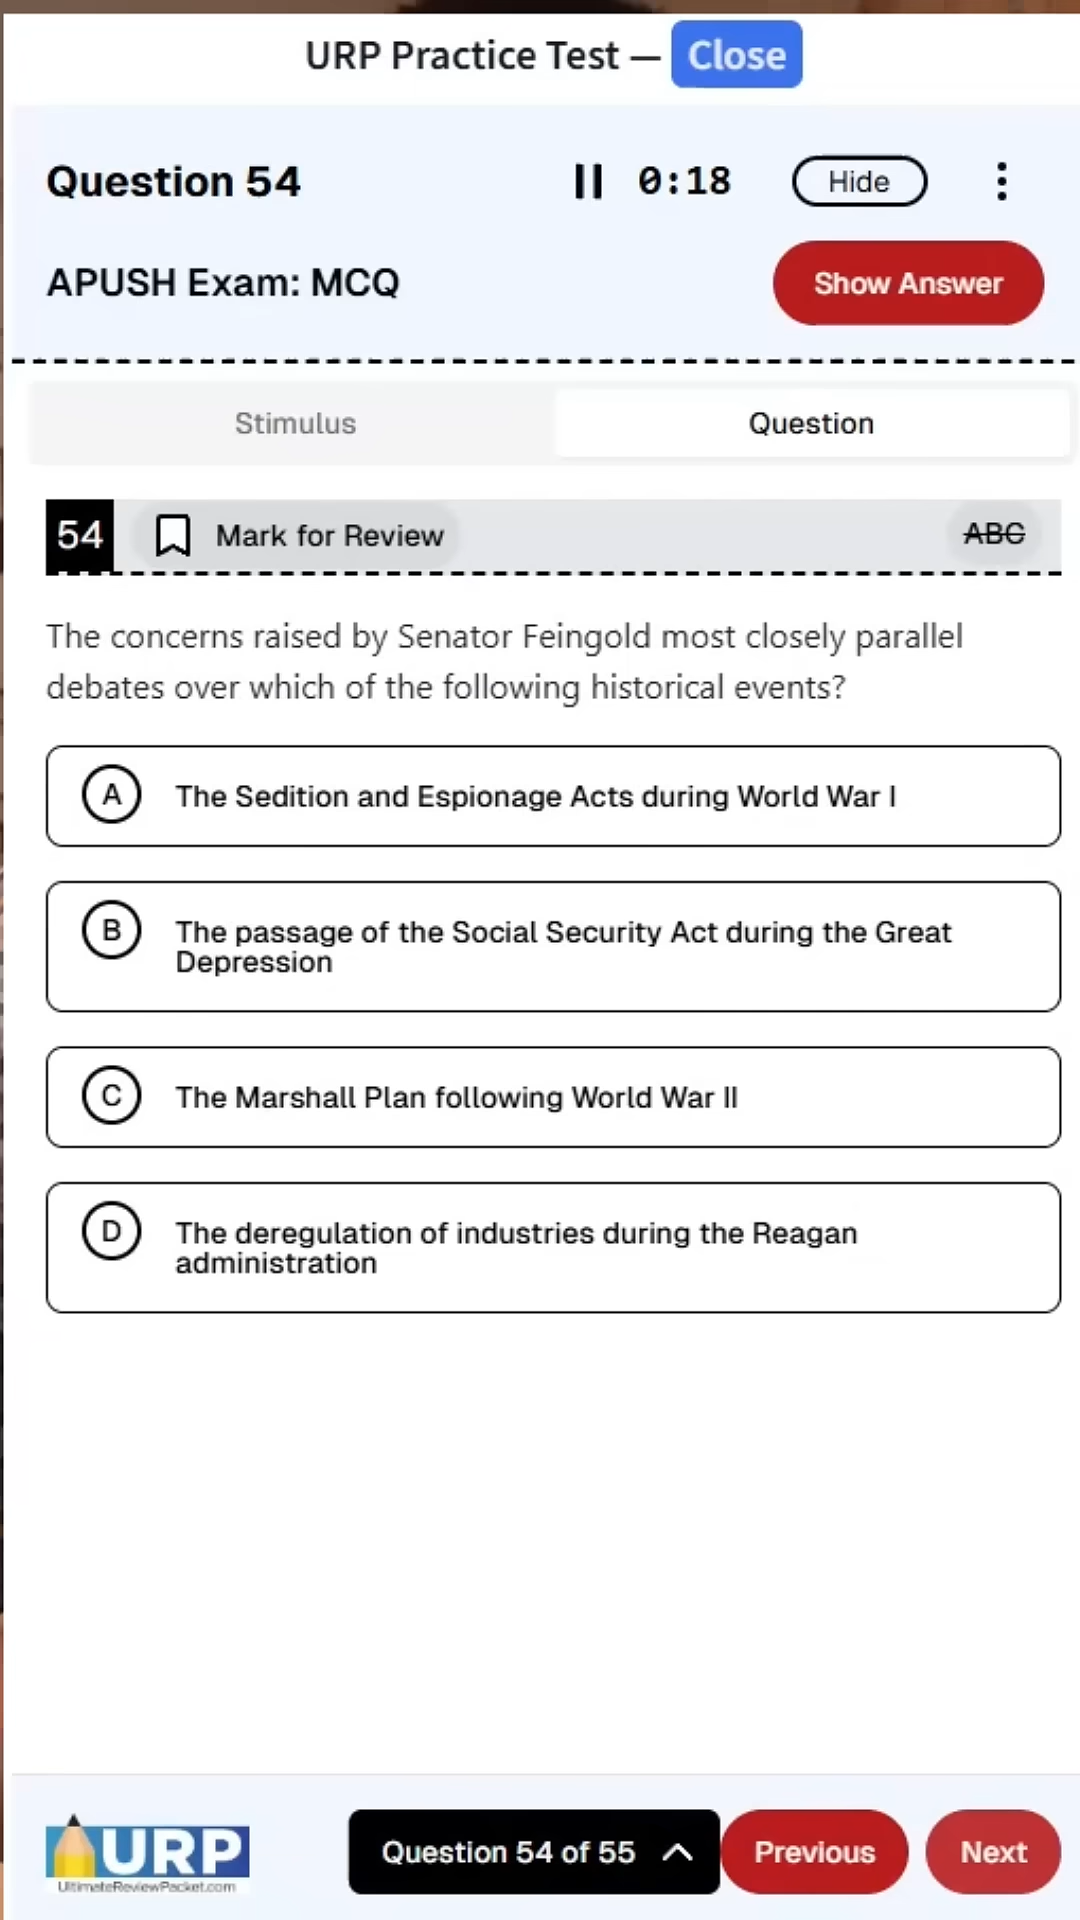 URP Practice Test — Close
Question 54
0:18
Hide
APUSH Exam: MCQ
Show Answer
Stimulus
Question
54
Mark for Review
ABC
The concerns raised by Senator Feingold most closely parallel
debates over which of the following historical events?
A
The Sedition and Espionage Acts during World War I
B
The passage of the Social Security Act during the Great
Depression
C
The Marshall Plan following World War II
D
The deregulation of industries during the Reagan
administration
URP
UltimateReviewPacket.com
Question 54 of 55
Previous
Next